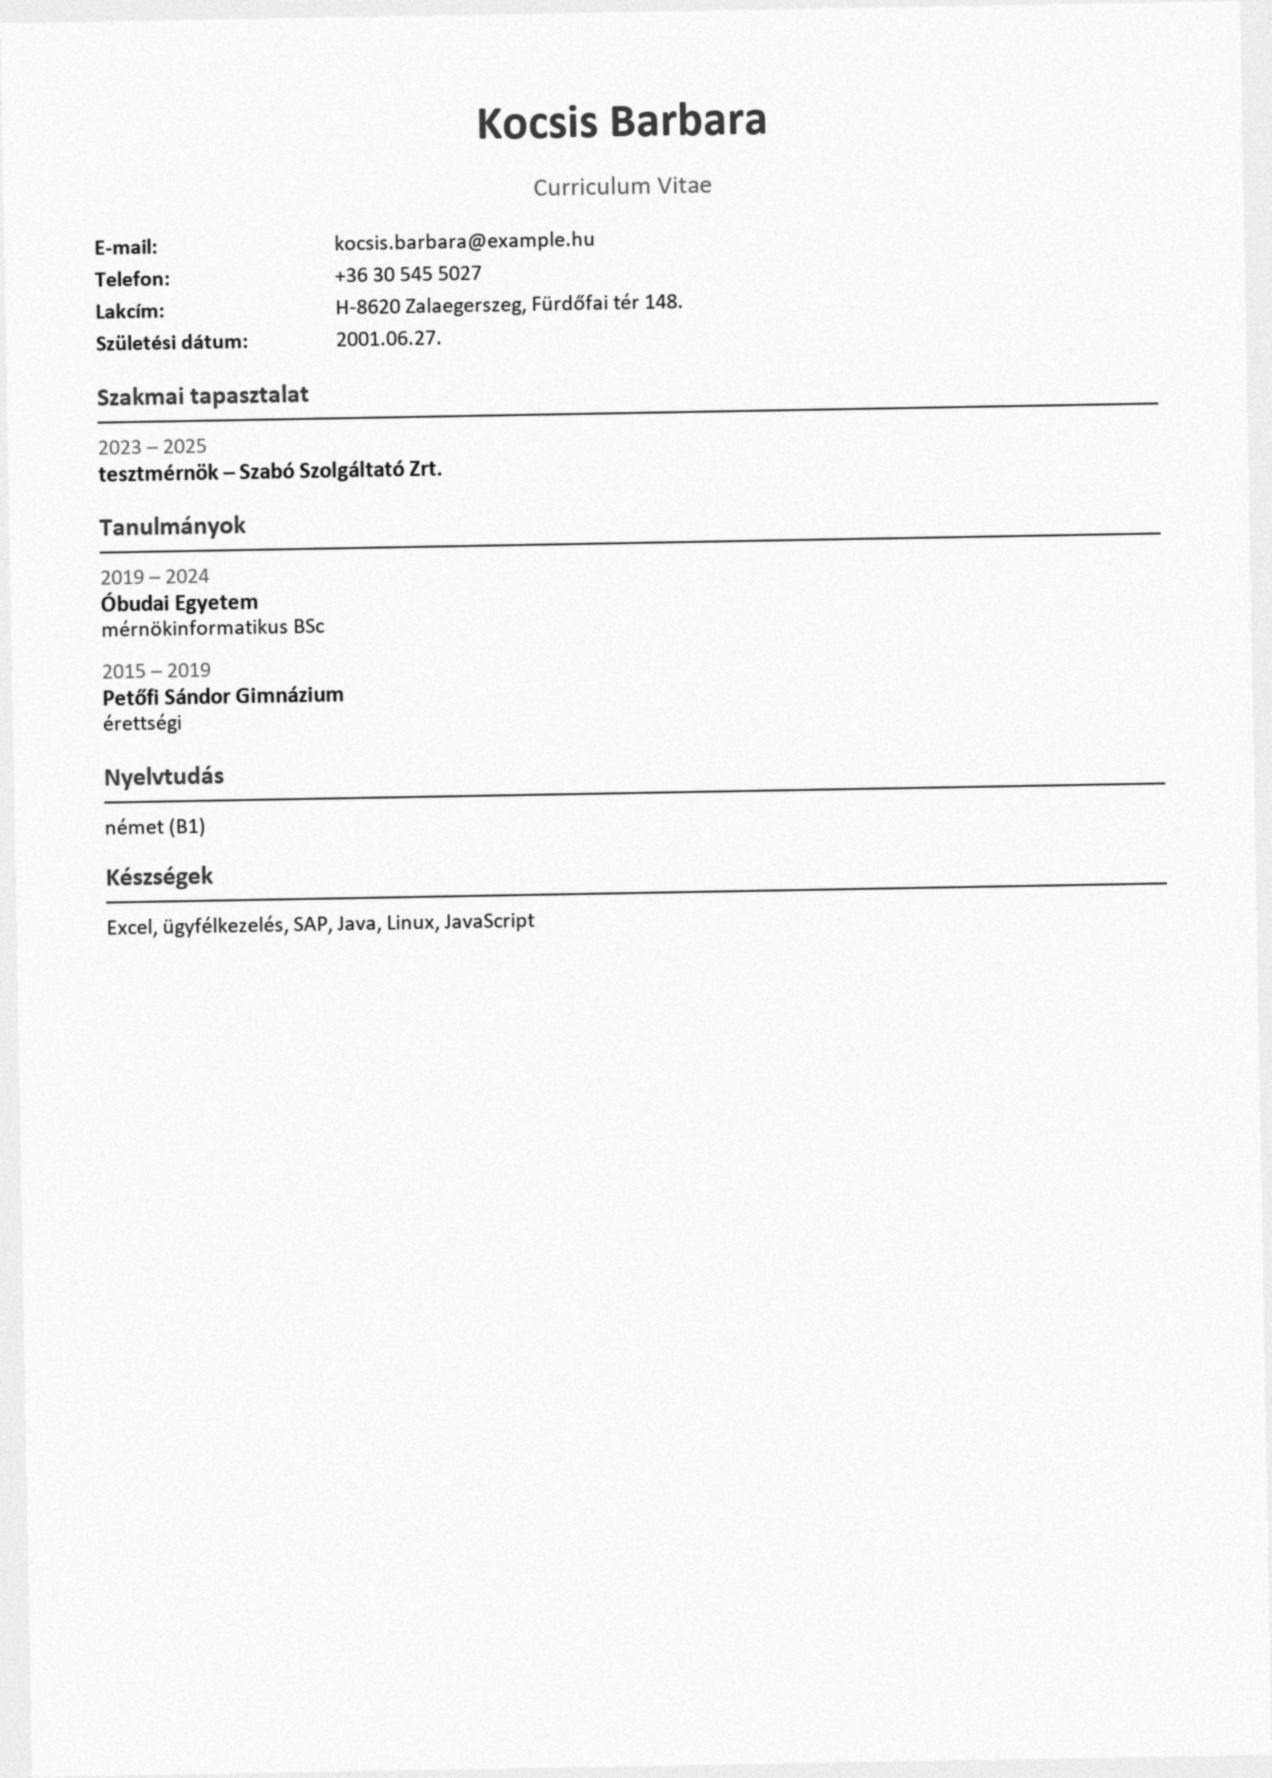 Kocsis Barbara
Curriculum Vitae
E-mail: kocsis.barbara@example.hu
Telefon: +36 30 545 5027
Lakcím: H-8620 Zalaegerszeg, Fürdőfai tér 148.
Születési dátum: 2001.06.27.
Szakmai tapasztalat
2023 – 2025
tesztmérnök – Szabó Szolgáltató Zrt.
Tanulmányok
2019 – 2024
Óbudai Egyetem
mérnökinformatikus BSc
2015 – 2019
Petőfi Sándor Gimnázium
érettségi
Nyelvtudás
német (B1)
Készségek
Excel, ügyfélkezelés, SAP, Java, Linux, JavaScript